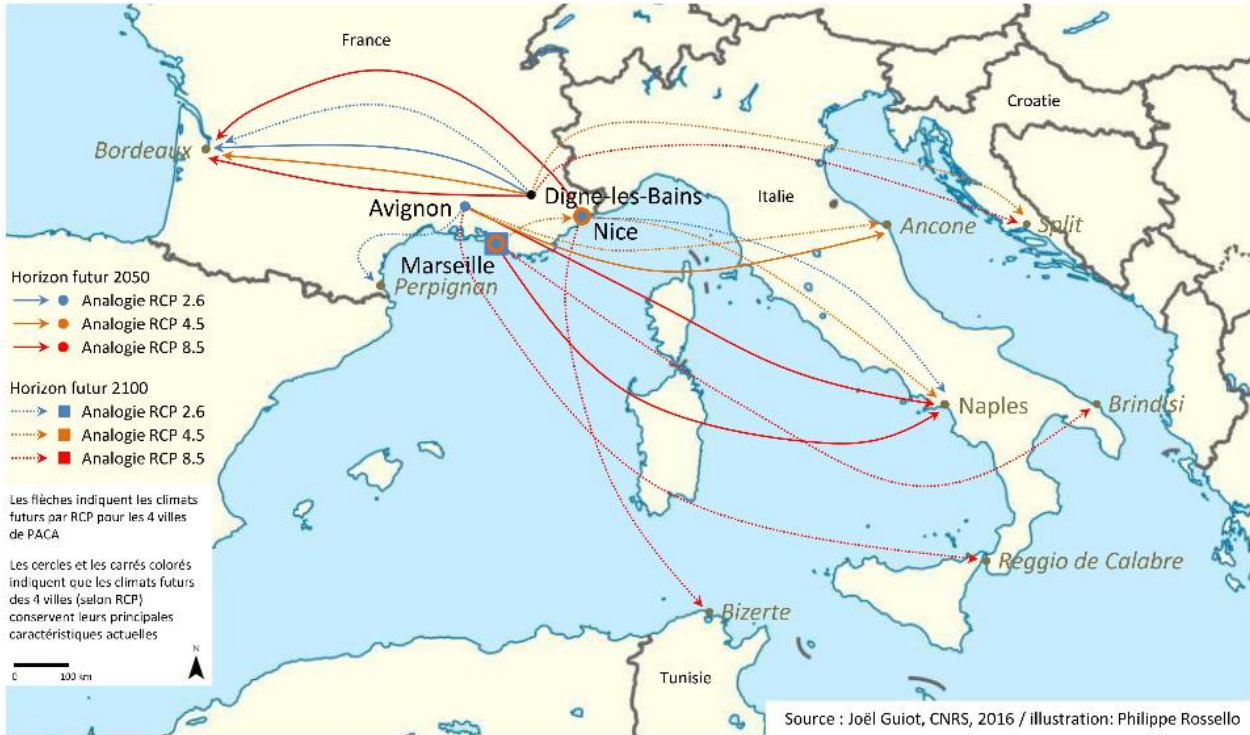 France
Croatie
Bordeaux
Digne-les-Bains
Italie
Avignon
Nice
Ancone
Split
Marseille
Perpignan
Horizon futur 2050
Analogie RCP 2.6
Analogie RCP 4.5
Analogie RCP 8.5
Horizon futur 2100
Analogie RCP 2.6
Analogie RCP 4.5
Analogie RCP 8.5
Naples
Brindisi
Les flèches indiquent les climats
futurs par RCP pour les 4 villes
de PACA
Les cercles et les carrés colorés
indiquent que les climats futurs
des 4 villes (selon RCP)
conservent leurs principales
caractéristiques actuelles
Reggio de Calabre
Bizerte
N
0 100 km
Tunisie
Source : Joël Guiot, CNRS, 2016 / illustration: Philippe Rossello